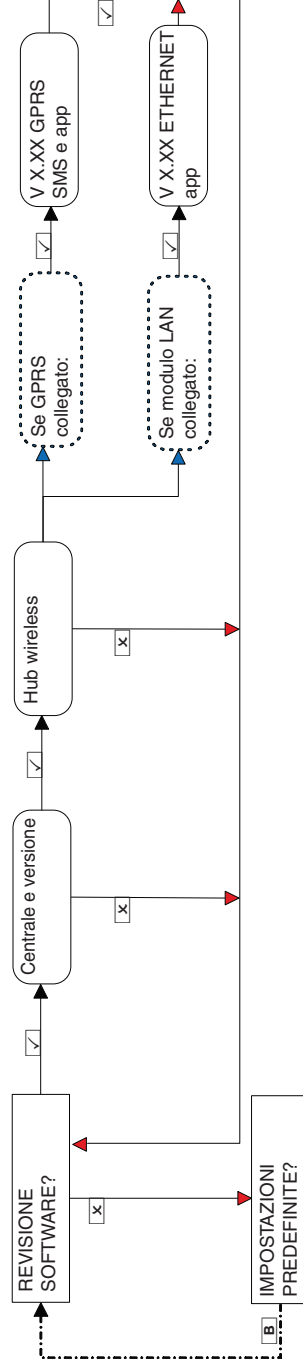 REVISIONE
SOFTWARE?
✓
Centrale e versione
✓
Hub wireless
Se GPRS
collegato:
✓
V X.XX GPRS
SMS e app
✓
Se modulo LAN
collegato:
✓
V X.XX ETHERNET
app
x
x
x
B
IMPOSTAZIONI
PREDEFINITE?